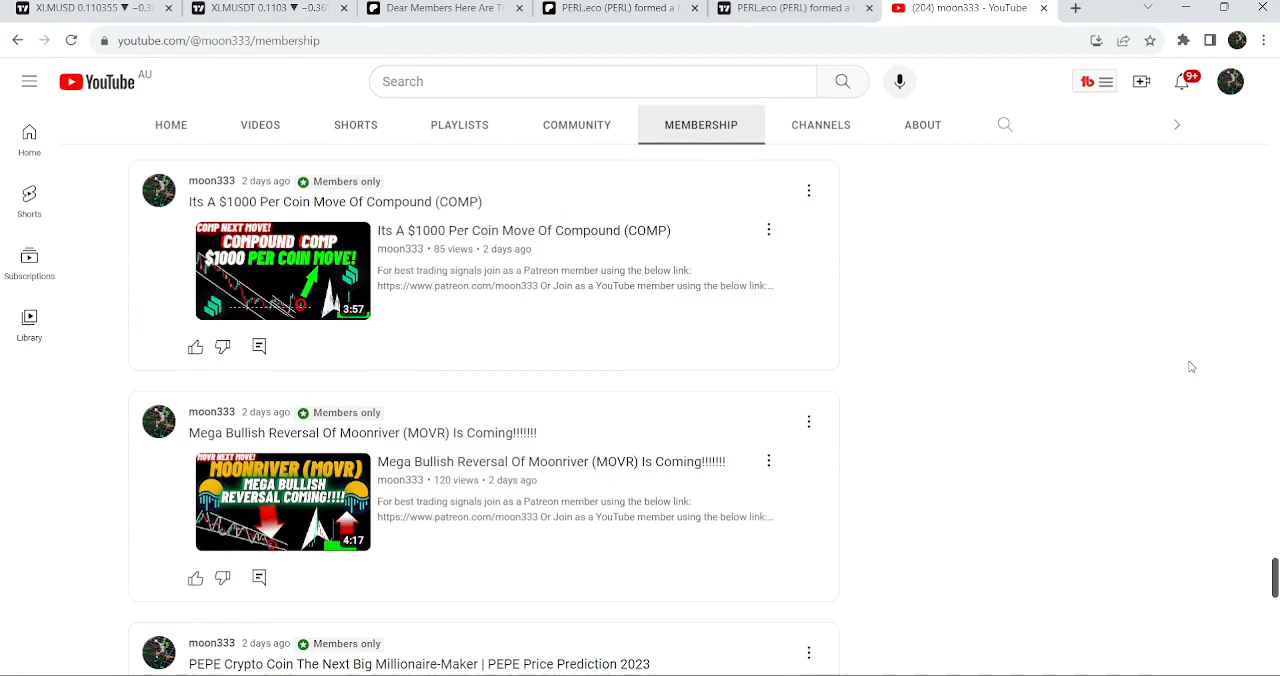 XLMUSD 0.110355 ▼ −0.3
XLMUSDT 0.1103 ▼ −0.36
Dear Members Here Are T
PERL.eco (PERL) formed a
PERL.eco (PERL) formed a
(204) moon333 - YouTube
youtube.com/@moon333/membership
YouTube AU
Search
9+
HOME
VIDEOS
SHORTS
PLAYLISTS
COMMUNITY
MEMBERSHIP
CHANNELS
ABOUT
Home
Shorts
Subscriptions
Library
moon333 2 days ago Members only
Its A $1000 Per Coin Move Of Compound (COMP)
COMP NEXT MOVE!
COMPOUND COMP
$1000 PER COIN MOVE!
3:57
Its A $1000 Per Coin Move Of Compound (COMP)
moon333 • 85 views • 2 days ago
For best trading signals join as a Patreon member using the below link:
https://www.patreon.com/moon333 Or Join as a YouTube member using the below link:...
moon333 2 days ago Members only
Mega Bullish Reversal Of Moonriver (MOVR) Is Coming!!!!!!!
MOVR NEXT MOVE!
MOONRIVER (MOVR)
MEGA BULLISH
REVERSAL COMING!!!!
4:17
Mega Bullish Reversal Of Moonriver (MOVR) Is Coming!!!!!!!
moon333 • 120 views • 2 days ago
For best trading signals join as a Patreon member using the below link:
https://www.patreon.com/moon333 Or Join as a YouTube member using the below link:...
moon333 2 days ago Members only
PEPE Crypto Coin The Next Big Millionaire-Maker | PEPE Price Prediction 2023